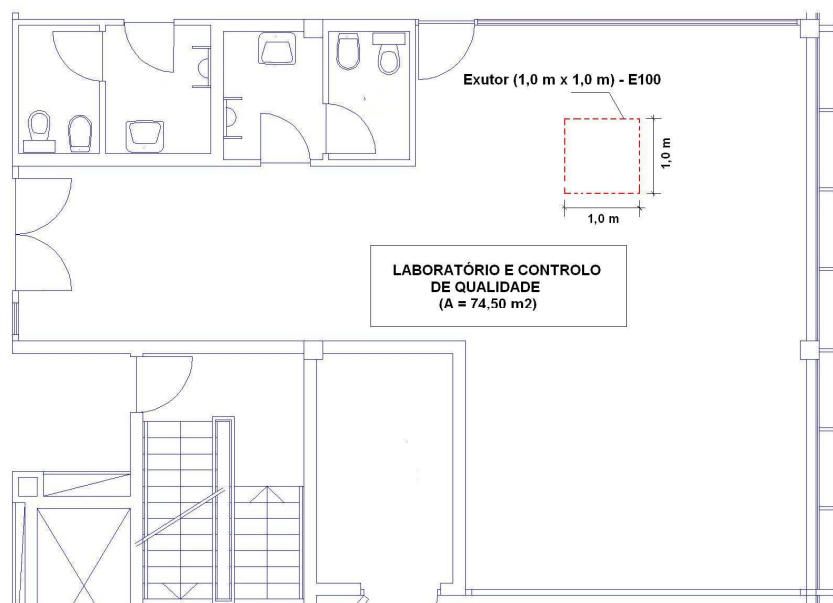 Exutor (1,0 m x 1,0 m) - E100
1,0 m
1,0 m
LABORATÓRIO E CONTROLO
DE QUALIDADE
(A = 74,50 m2)